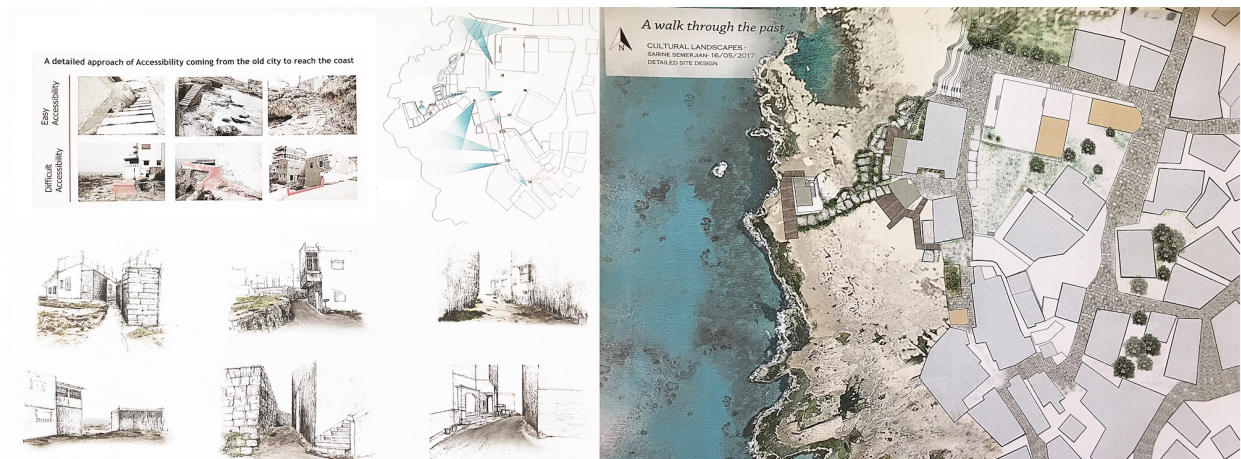 A detailed approach of Accessibility coming from the old city to reach the coast
Easy
Accessibility
Difficult
Accessibility
A walk through the past
N
CULTURAL LANDSCAPES -
SARINE SEMERJIAN- 16/05/2017
DETAILED SITE DESIGN